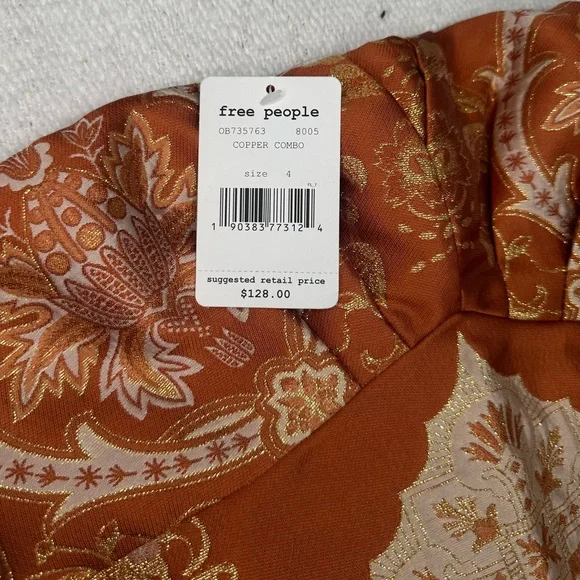 free people
OB735763 8005
COPPER COMBO
size 4
1 90383 77312 4
suggested retail price
$128.00